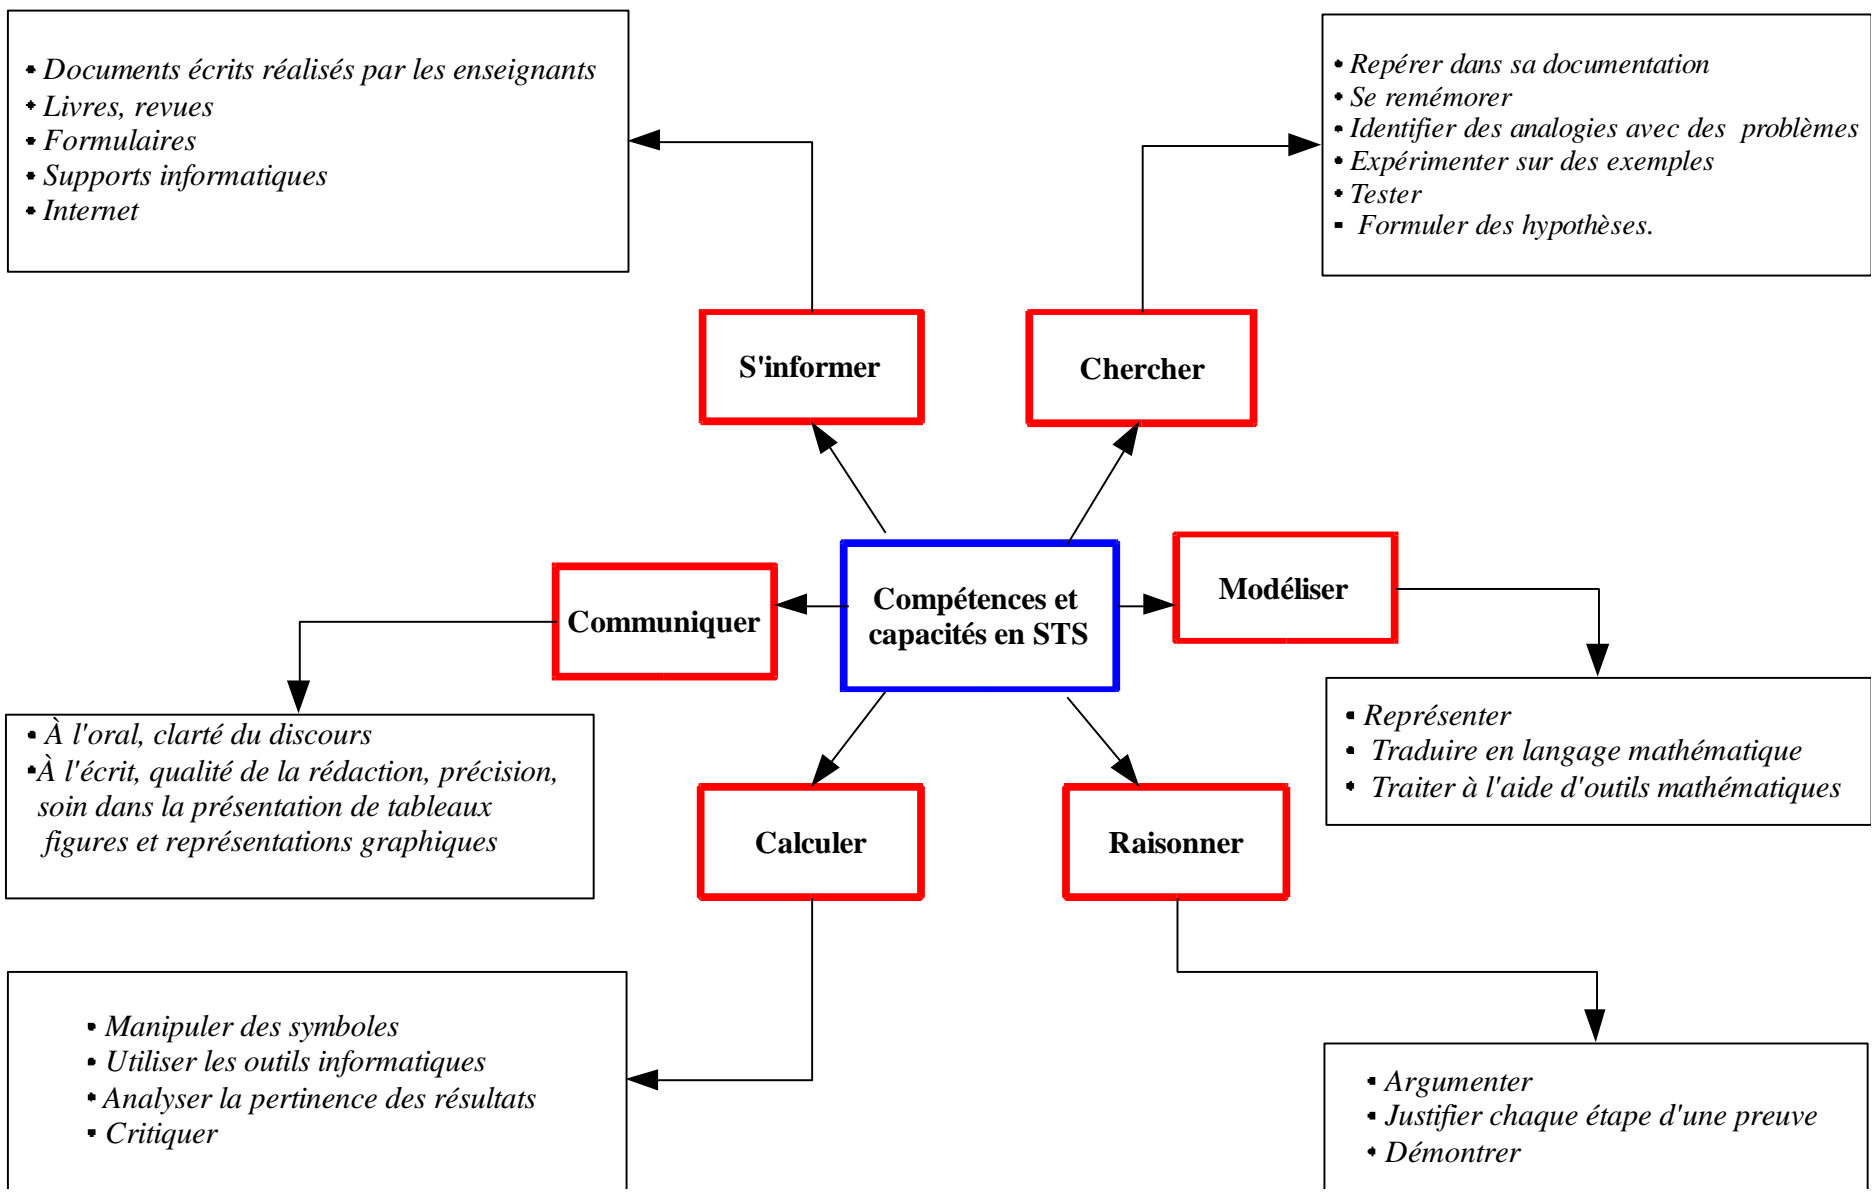 • Documents écrits réalisés par les enseignants
• Livres, revues
• Formulaires
• Supports informatiques
• Internet
• Repérer dans sa documentation
• Se remémorer
• Identifier des analogies avec des problèmes
• Expérimenter sur des exemples
• Tester
• Formuler des hypothèses.
S'informer
Chercher
Communiquer
Compétences et
capacités en STS
Modéliser
• À l'oral, clarté du discours
• À l'écrit, qualité de la rédaction, précision,
soin dans la présentation de tableaux
figures et représentations graphiques
• Représenter
• Traduire en langage mathématique
• Traiter à l'aide d'outils mathématiques
Calculer
Raisonner
• Manipuler des symboles
• Utiliser les outils informatiques
• Analyser la pertinence des résultats
• Critiquer
• Argumenter
• Justifier chaque étape d'une preuve
• Démontrer